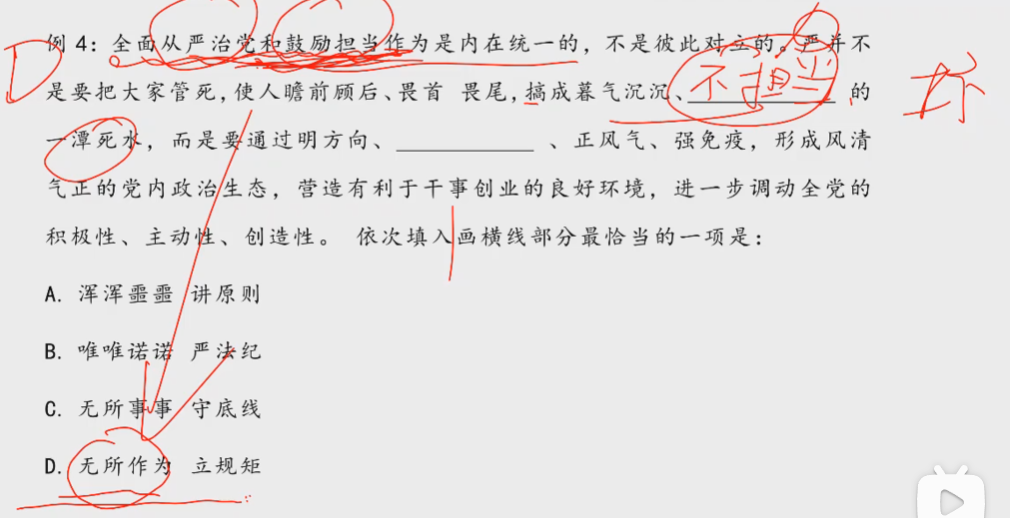 例 4：全面从严治党和鼓励担当作为是内在统一的，不是彼此对立的。严并不
是要把大家管死，使人瞻前顾后、畏首 畏尾，搞成暮气沉沉、__________ 的
一潭死水，而是要通过明方向、__________ 、正风气、强免疫，形成风清
气正的党内政治生态，营造有利于干事创业的良好环境，进一步调动全党的
积极性、主动性、创造性。 依次填入画横线部分最恰当的一项是：
A. 浑浑噩噩 讲原则
B. 唯唯诺诺 严法纪
C. 无所事事 守底线
D. 无所作为 立规矩
D
不担当
坏